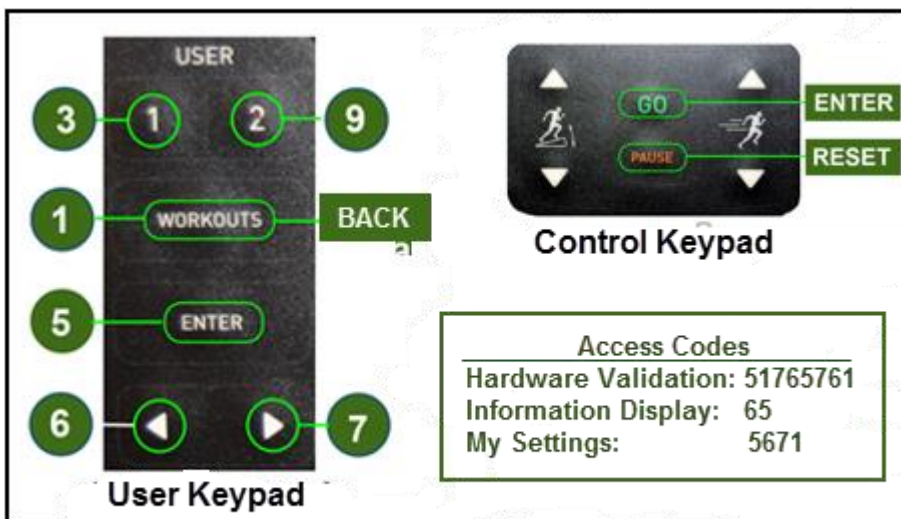 USER
3
1
2
9
1
WORKOUTS
BACK
5
ENTER
6
7
User Keypad
GO
ENTER
PAUSE
RESET
Control Keypad
Access Codes
Hardware Validation: 51765761
Information Display: 65
My Settings: 5671